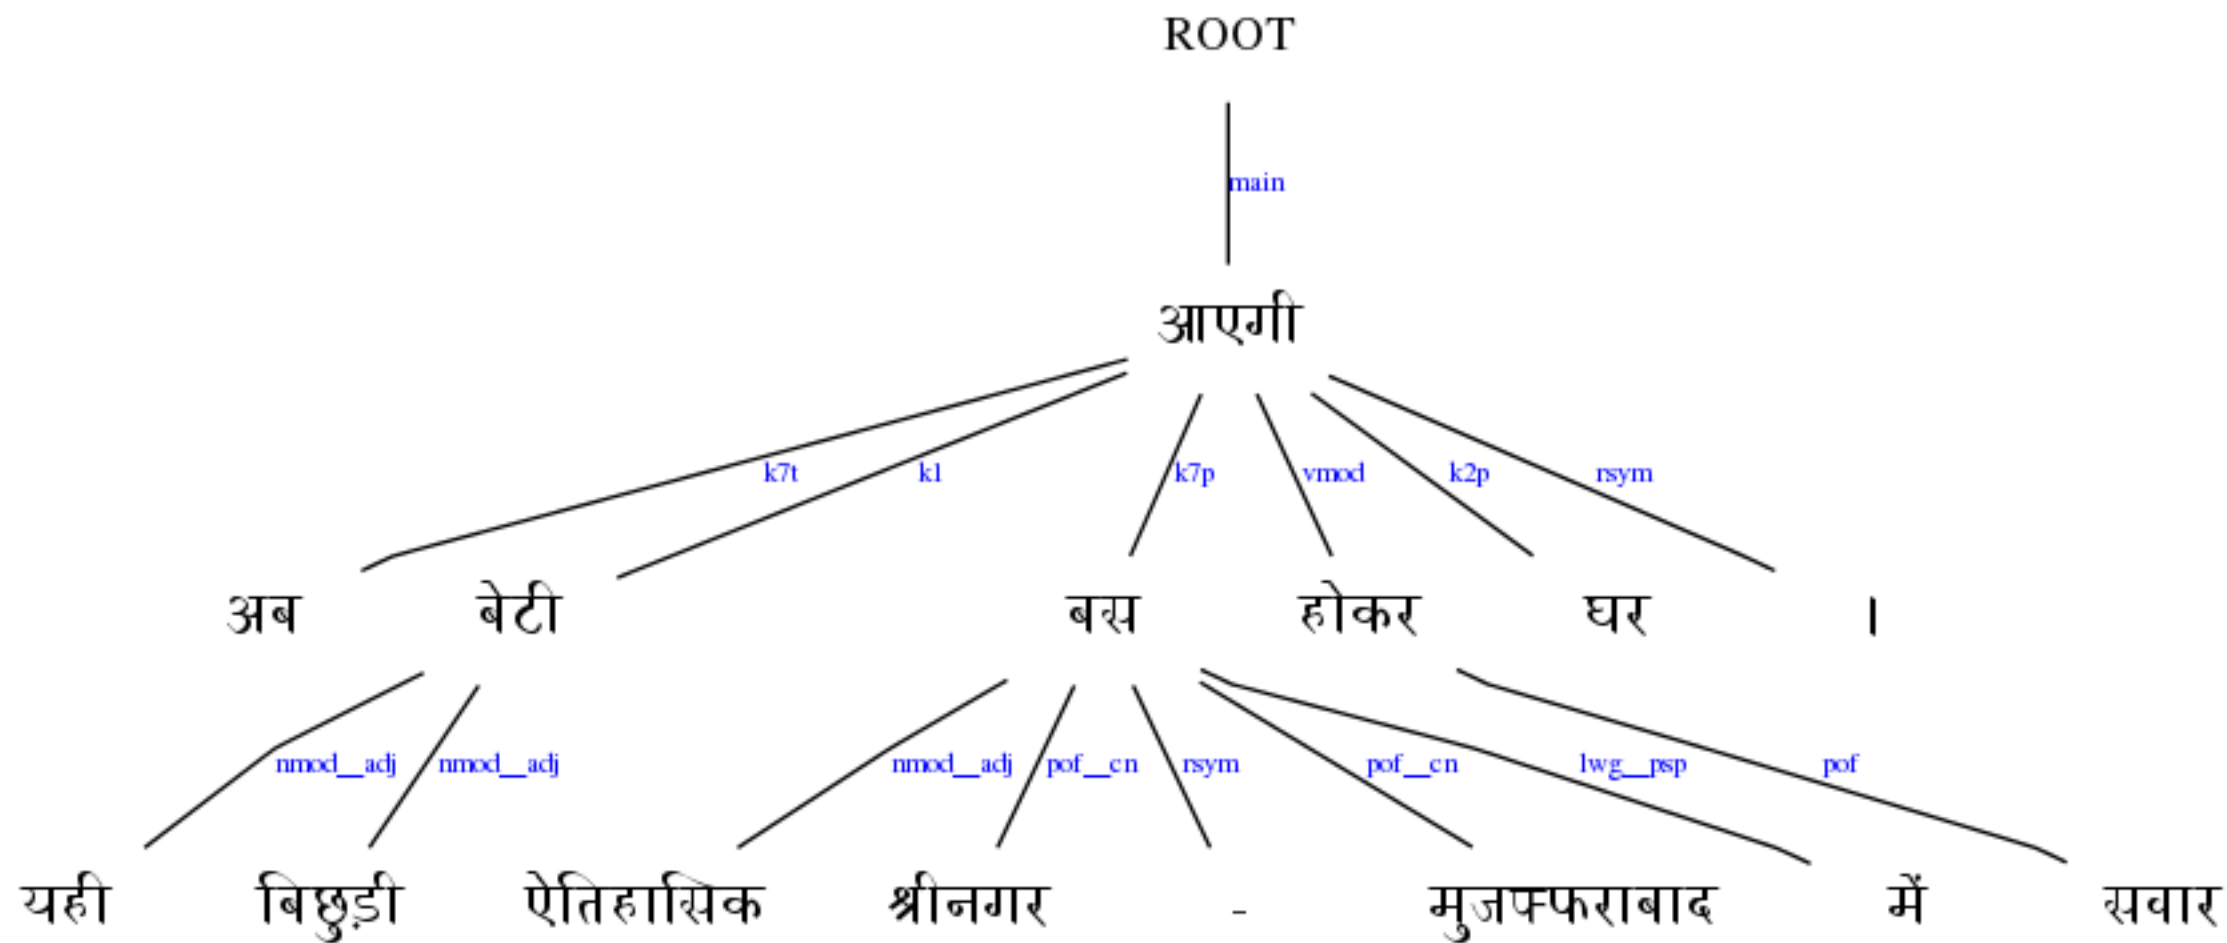 ROOT
main
आएगी
k7t k1 k7p vmod k2p rsym
अब बेटी बस होकर घर ।
nmod__adj nmod__adj nmod__adj pof__cn rsym pof__cn lwg__psp pof
यही बिछुड़ी ऐतिहासिक श्रीनगर - मुजफ्फराबाद में सवार